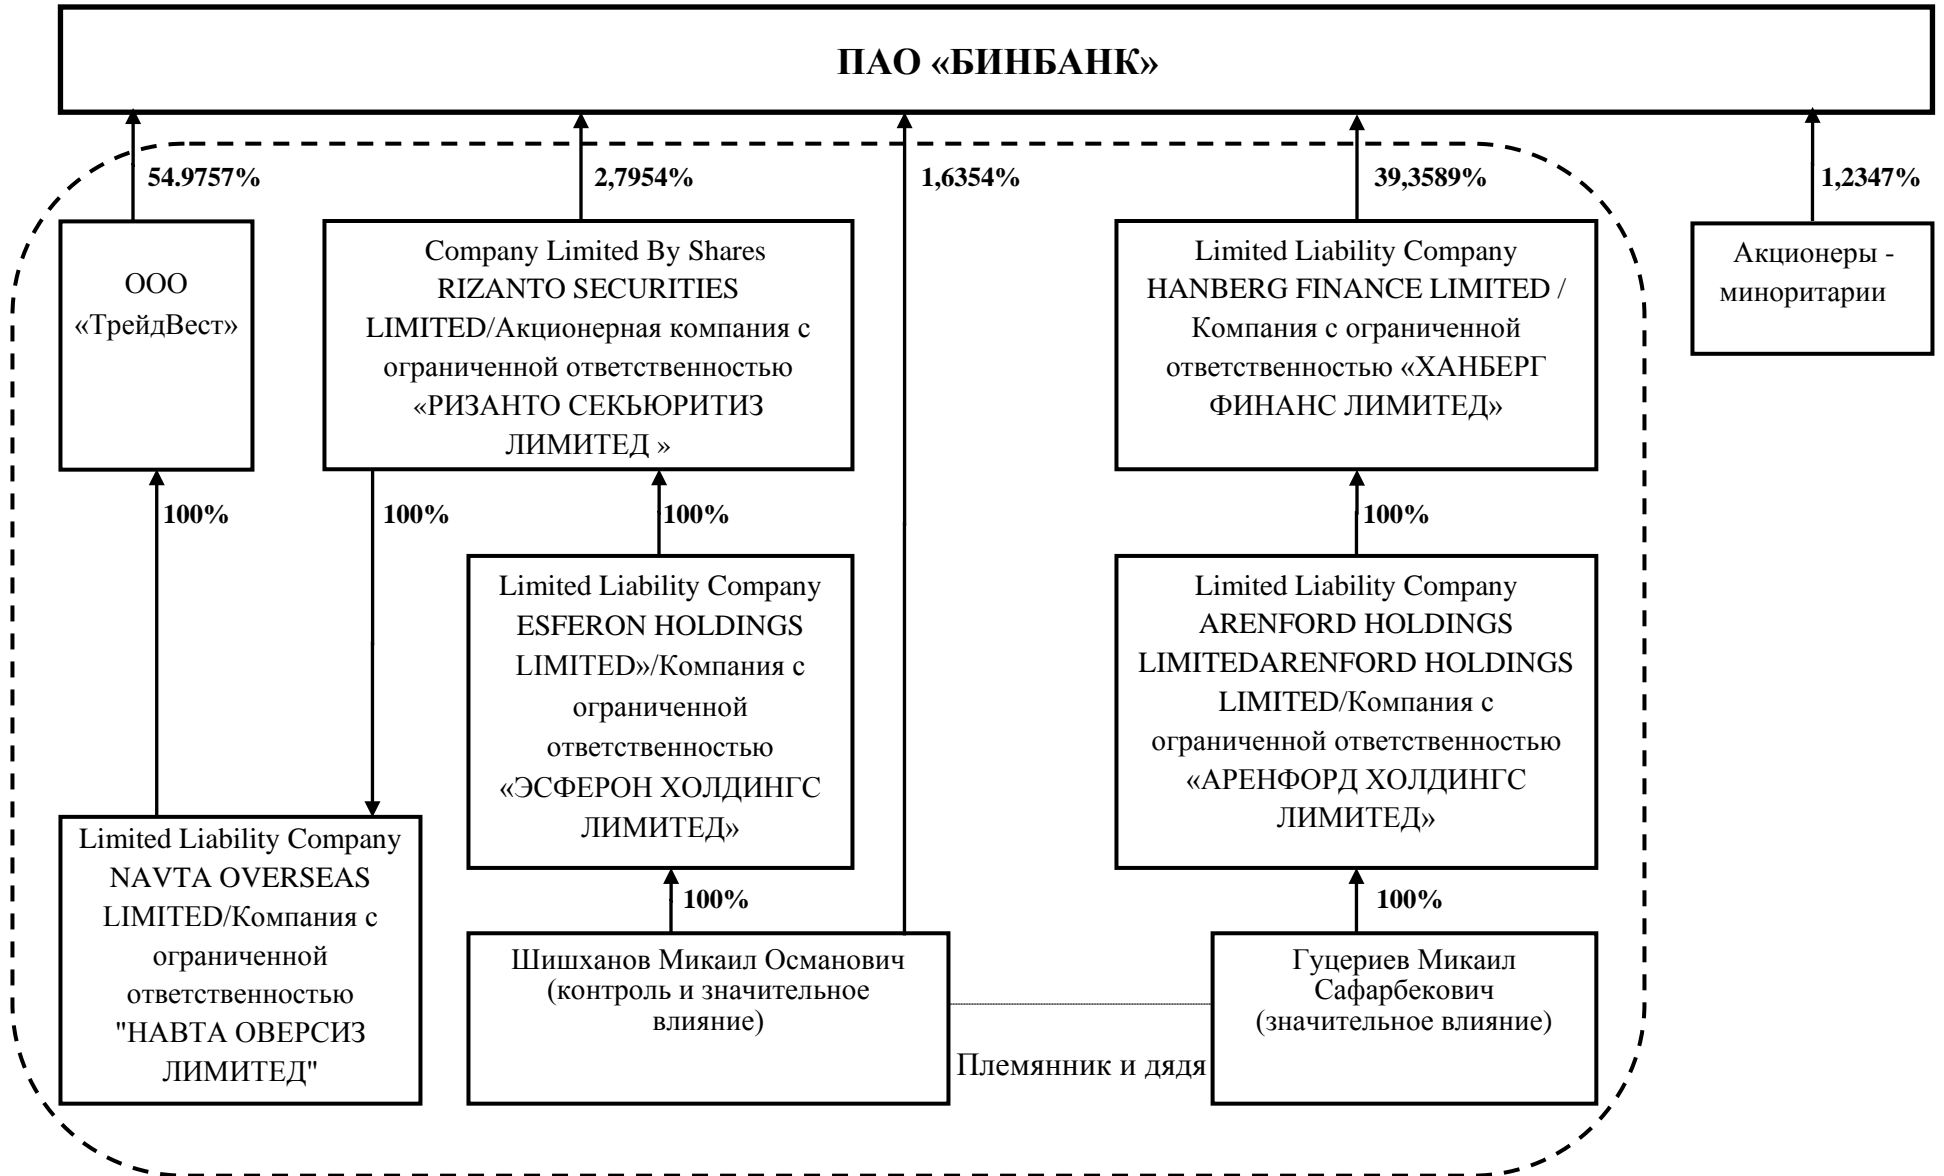 ПАО «БИНБАНК»
54.9757%
2,7954%
1,6354%
39,3589%
1,2347%
ООО
«ТрейдВест»
Company Limited By Shares
RIZANTO SECURITIES
LIMITED/Акционерная компания с
ограниченной ответственностью
«РИЗАНТО СЕКЬЮРИТИЗ
ЛИМИТЕД »
Limited Liability Company
HANBERG FINANCE LIMITED /
Компания с ограниченной
ответственностью «ХАНБЕРГ
ФИНАНС ЛИМИТЕД»
Акционеры -
миноритарии
100%
100%
100%
100%
Limited Liability Company
ESFERON HOLDINGS
LIMITED»/Компания с
ограниченной
ответственностью
«ЭСФЕРОН ХОЛДИНГС
ЛИМИТЕД»
Limited Liability Company
ARENFORD HOLDINGS
LIMITEDARENFORD HOLDINGS
LIMITED/Компания с
ограниченной ответственностью
«АРЕНФОРД ХОЛДИНГС
ЛИМИТЕД»
Limited Liability Company
NAVTA OVERSEAS
LIMITED/Компания с
ограниченной
ответственностью
"НАВТА ОВЕРСИЗ
ЛИМИТЕД"
100%
100%
Шишханов Микаил Османович
(контроль и значительное
влияние)
Гуцериев Микаил
Сафарбекович
(значительное влияние)
Племянник и дядя